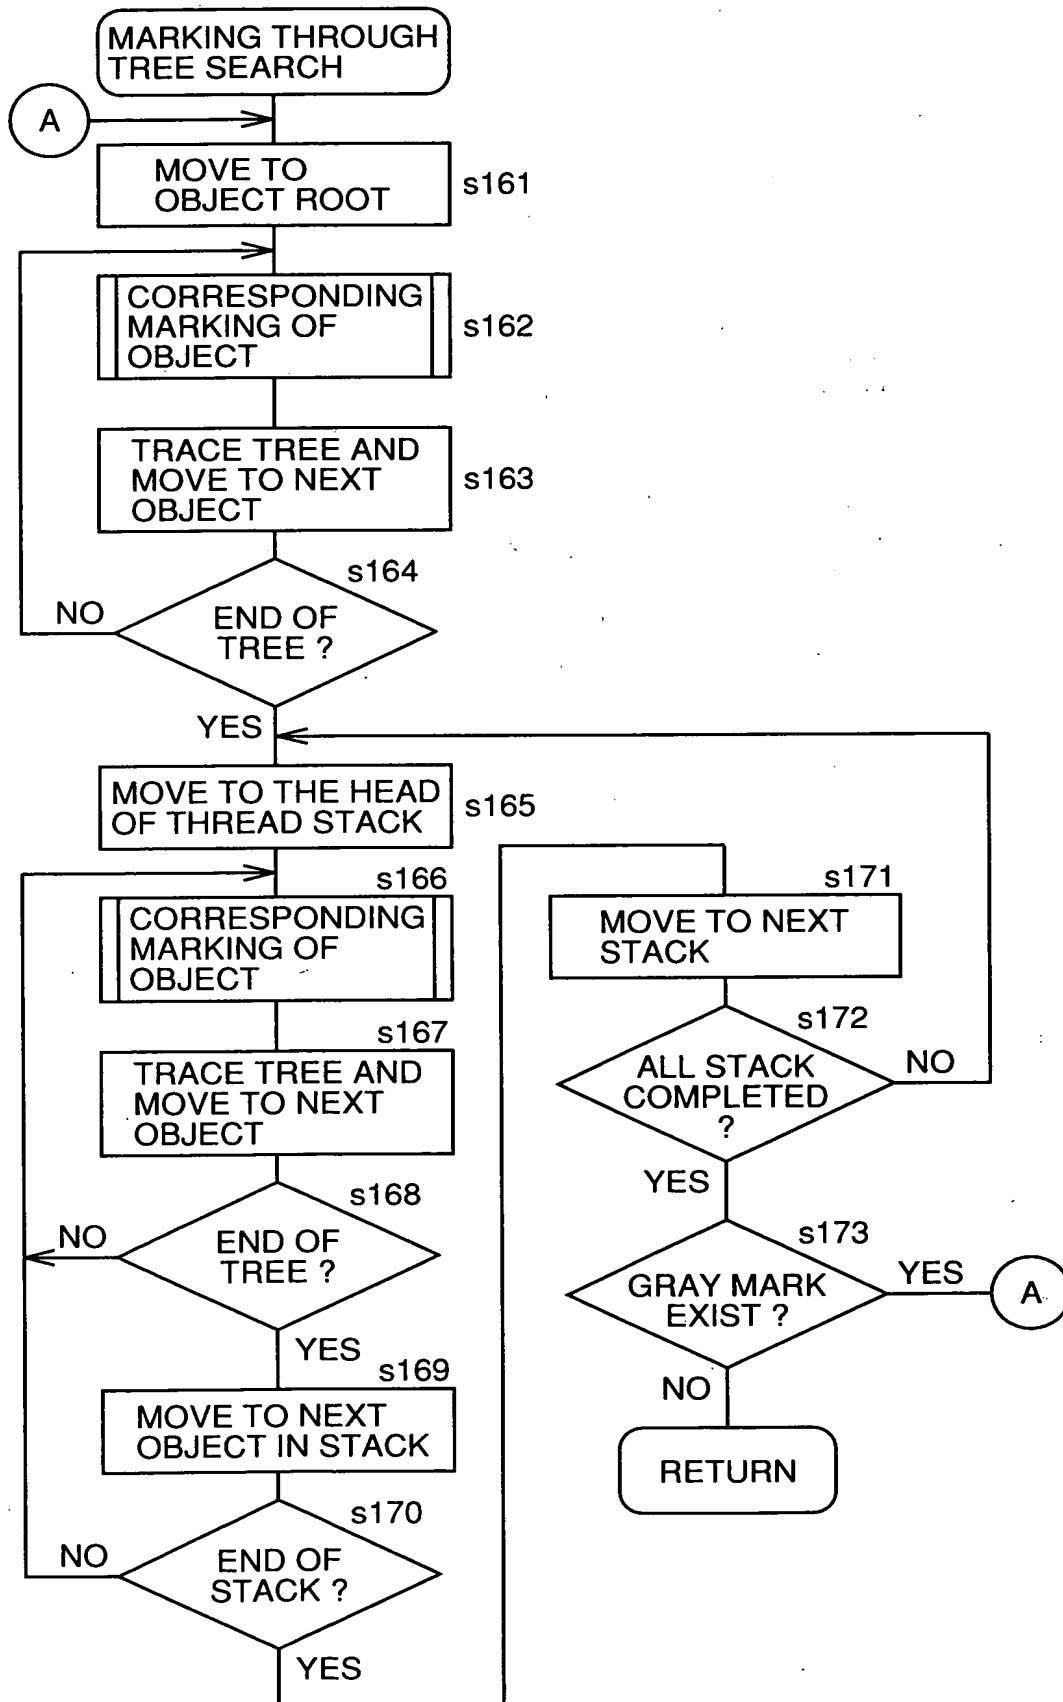 MARKING THROUGH
TREE SEARCH
A
MOVE TO
OBJECT ROOT
s161
CORRESPONDING
MARKING OF
OBJECT
s162
TRACE TREE AND
MOVE TO NEXT
OBJECT
s163
s164
NO
END OF
TREE ?
YES
MOVE TO THE HEAD
OF THREAD STACK
s165
s166
CORRESPONDING
MARKING OF
OBJECT
s167
TRACE TREE AND
MOVE TO NEXT
OBJECT
s168
NO
END OF
TREE ?
YES
s169
MOVE TO NEXT
OBJECT IN STACK
s170
NO
END OF
STACK ?
YES
s171
MOVE TO NEXT
STACK
s172
ALL STACK
COMPLETED
?
NO
YES
s173
GRAY MARK
EXIST ?
YES
A
NO
RETURN